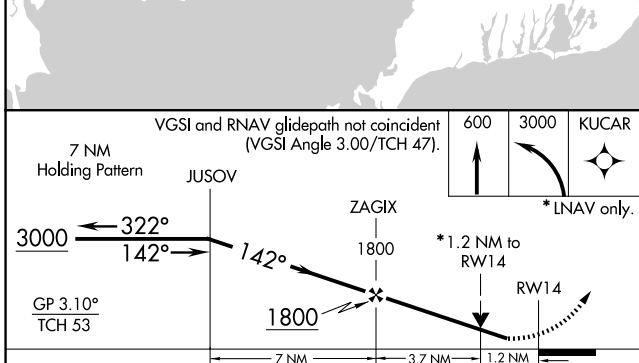 VGSI and RNAV glidepath not coincident
(VGSI Angle 3.00/TCH 47).
600
3000
KUCAR
7 NM
Holding Pattern
JUSOV
* LNAV only.
ZAGIX
3000
322°
142°
142°
1800
*1.2 NM to
RW14
RW14
GP 3.10°
TCH 53
1800
7 NM
3.7 NM
1.2 NM